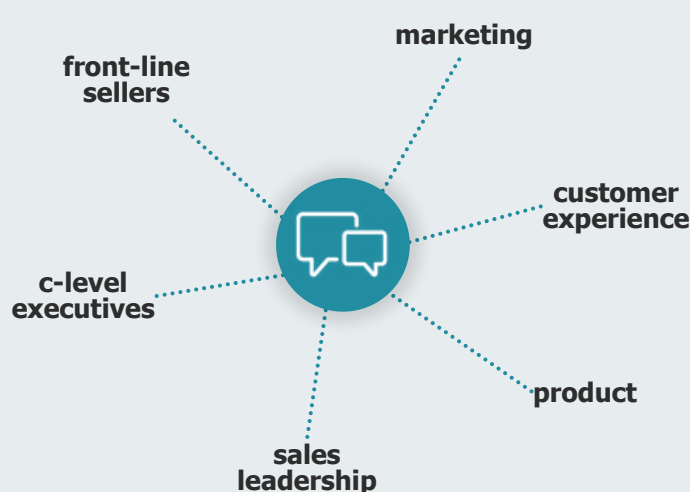 marketing
front-line
sellers
customer
experience
c-level
executives
product
sales
leadership